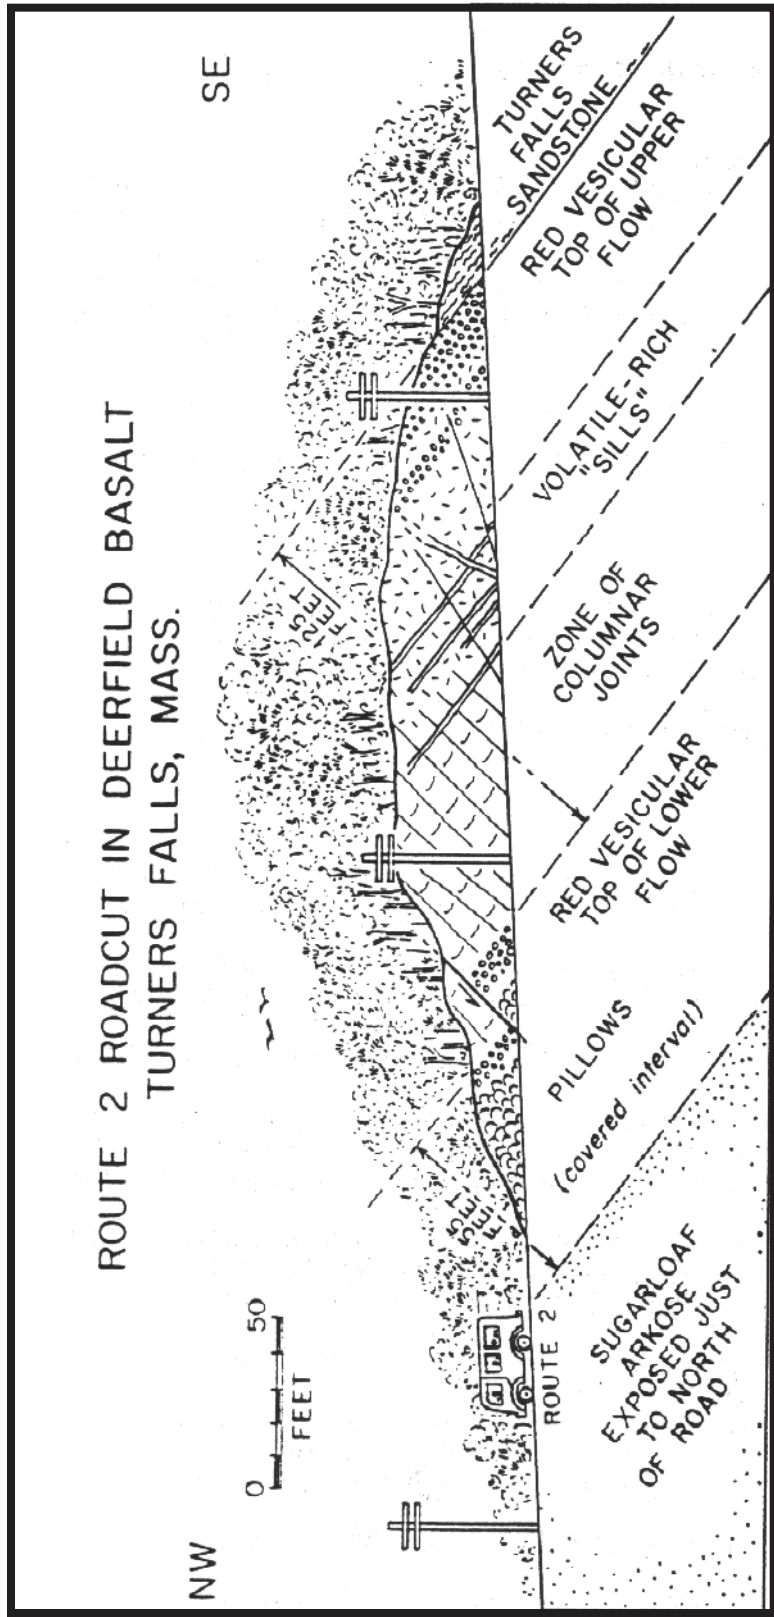 ROUTE 2 ROADCUT IN DEERFIELD BASALT
TURNERS FALLS, MASS.
NW
SE
0
50
FEET
125
FEET
55
FEET
ROUTE 2
SUGARLOAF
ARKOSE
EXPOSED JUST
TO NORTH
OF ROAD
(covered interval)
PILLOWS
RED VESICULAR
TOP OF LOWER
FLOW
ZONE OF
COLUMNAR
JOINTS
VOLATILE-RICH
"SILLS"
RED VESICULAR
TOP OF UPPER
FLOW
TURNERS
FALLS
SANDSTONE